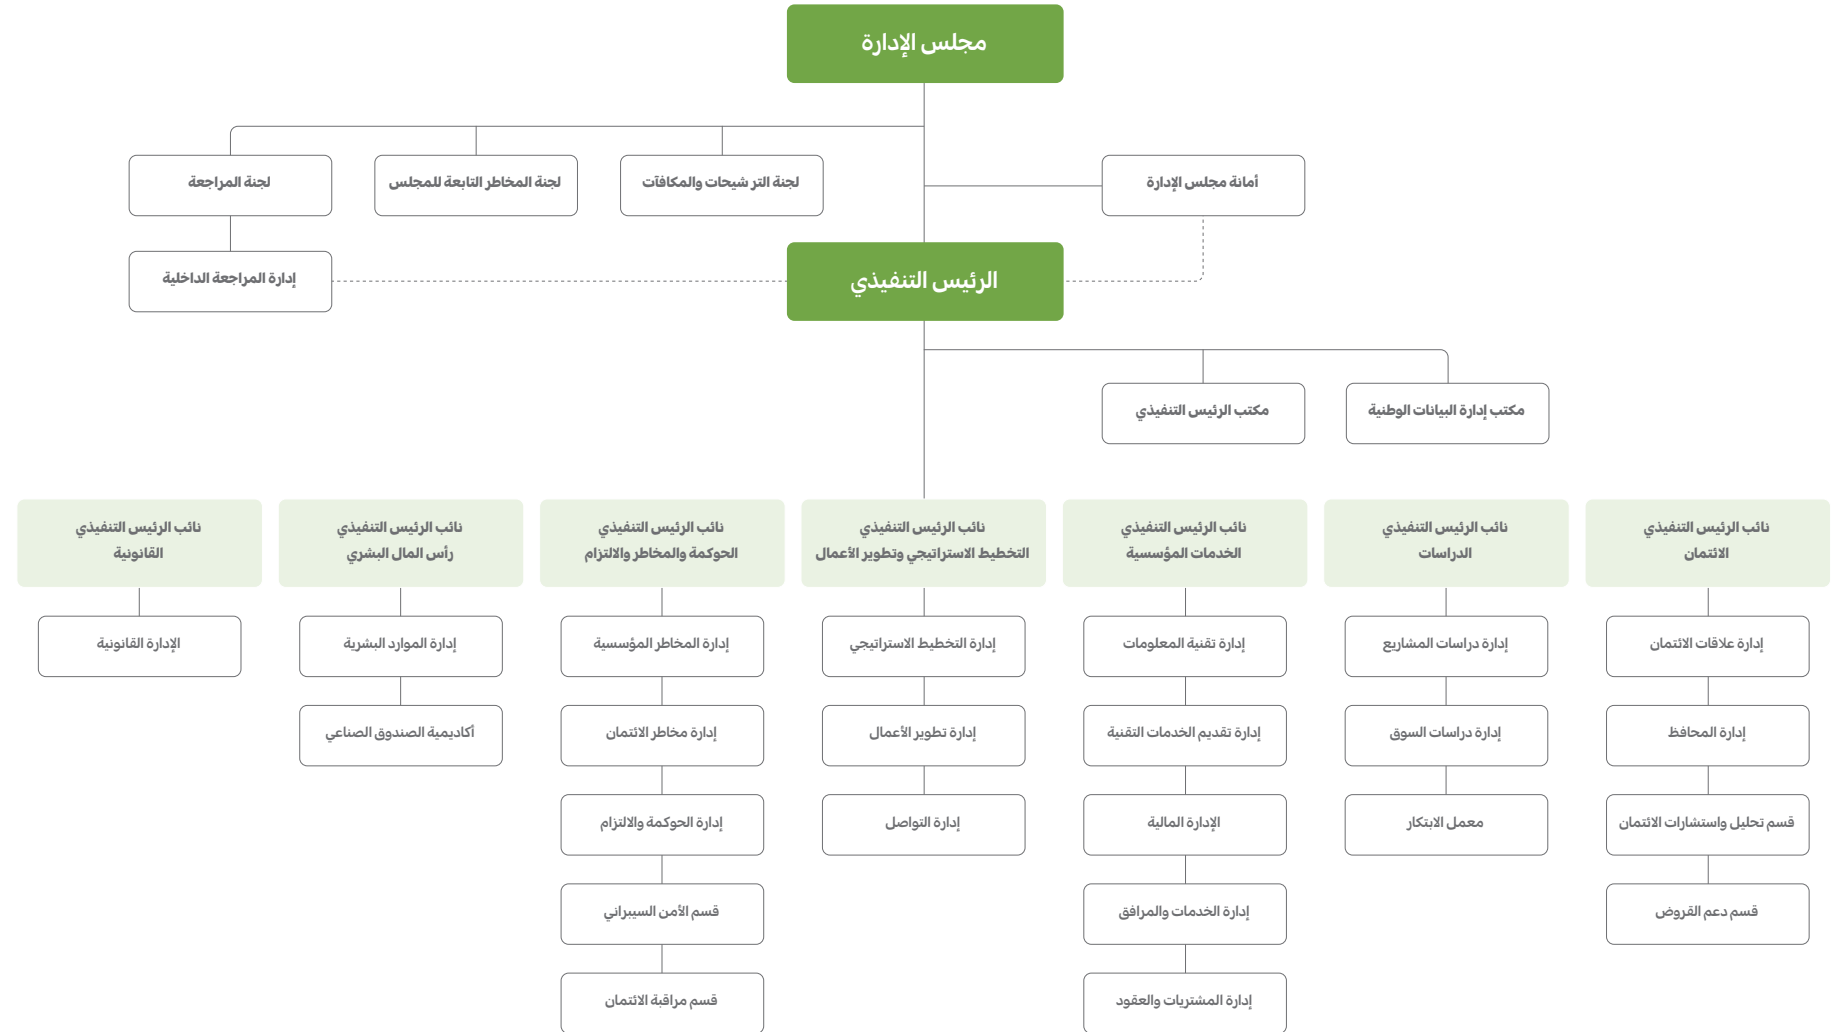 مجلس الإدارة
أمانة مجلس الإدارة
لجنة التر شيحات والمكافآت
لجنة المخاطر التابعة للمجلس
لجنة المراجعة
الرئيس التنفيذي
إدارة المراجعة الداخلية
مكتب إدارة البيانات الوطنية
مكتب الرئيس التنفيذي
نائب الرئيس التنفيذي
الائتمان
إدارة علاقات الائتمان
إدارة المحافظ
قسم تحليل واستشارات الائتمان
قسم دعم القروض
نائب الرئيس التنفيذي
الدراسات
إدارة دراسات المشاريع
إدارة دراسات السوق
معمل الابتكار
نائب الرئيس التنفيذي
الخدمات المؤسسية
إدارة تقنية المعلومات
إدارة تقديم الخدمات التقنية
الإدارة المالية
إدارة الخدمات والمرافق
إدارة المشتريات والعقود
نائب الرئيس التنفيذي
التخطيط الاستراتيجي وتطوير الأعمال
إدارة التخطيط الاستراتيجي
إدارة تطوير الأعمال
إدارة التواصل
نائب الرئيس التنفيذي
الحوكمة والمخاطر والالتزام
إدارة المخاطر المؤسسية
إدارة مخاطر الائتمان
إدارة الحوكمة والالتزام
قسم الأمن السيبراني
قسم مراقبة الائتمان
نائب الرئيس التنفيذي
رأس المال البشري
إدارة الموارد البشرية
أكاديمية الصندوق الصناعي
نائب الرئيس التنفيذي
القانونية
الإدارة القانونية